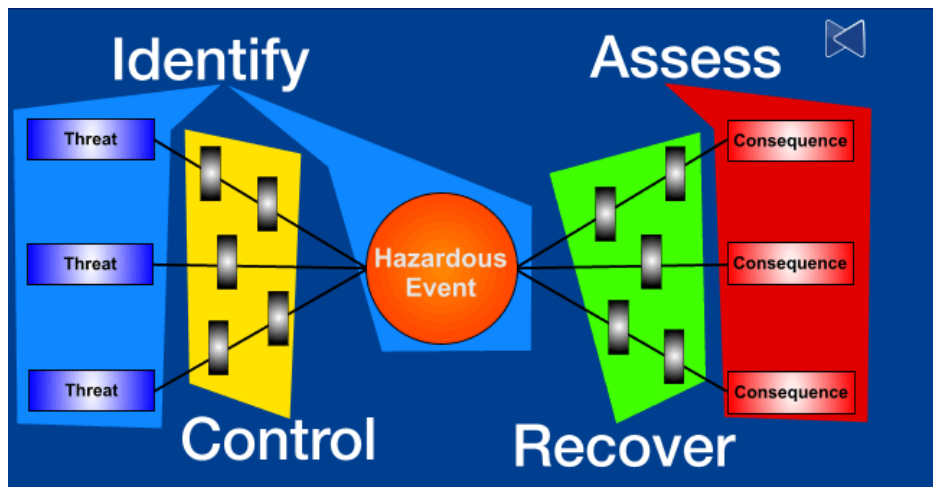 Identify
Assess
Threat
Consequence
Hazardous
Event
Threat
Consequence
Threat
Consequence
Control
Recover